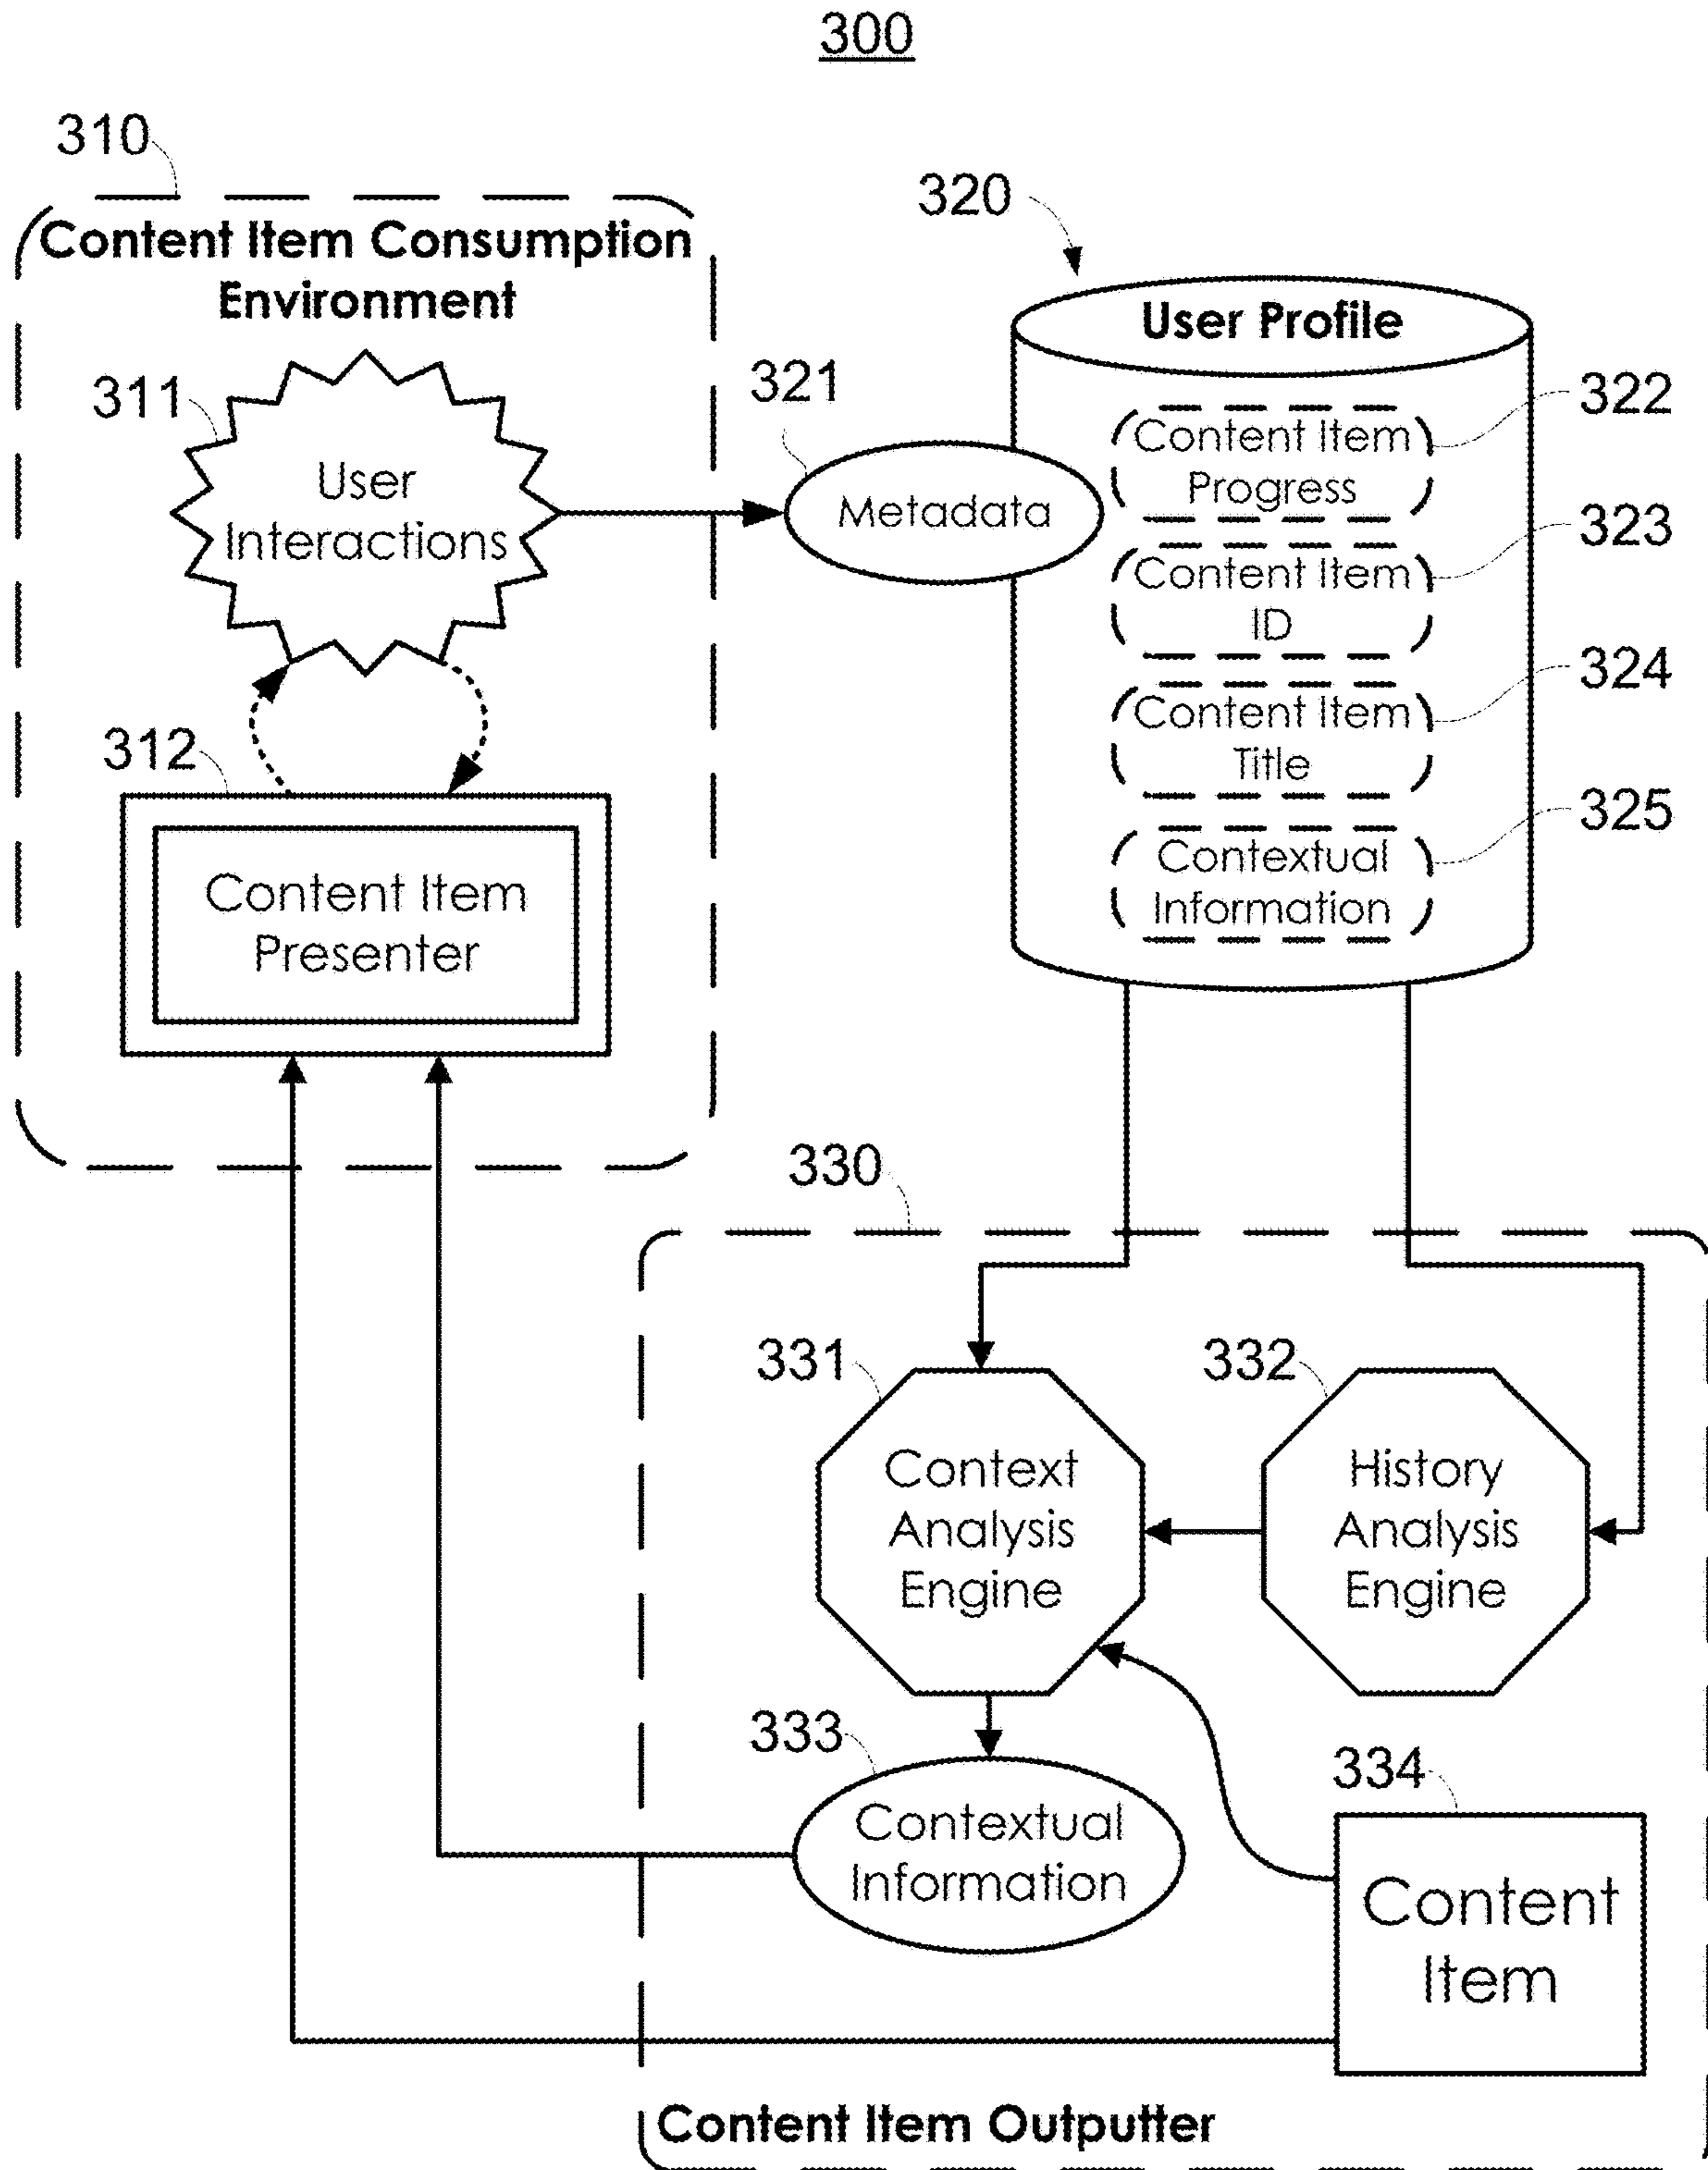 300
310
Content Item Consumption
Environment
311
User
Interactions
312
Content Item
Presenter
320
User Profile
321
Metadata
322
Content Item
Progress
323
Content Item
ID
324
Content Item
Title
325
Contextual
Information
330
331
Context
Analysis
Engine
332
History
Analysis
Engine
333
Contextual
Information
334
Content
Item
Content Item Outputter